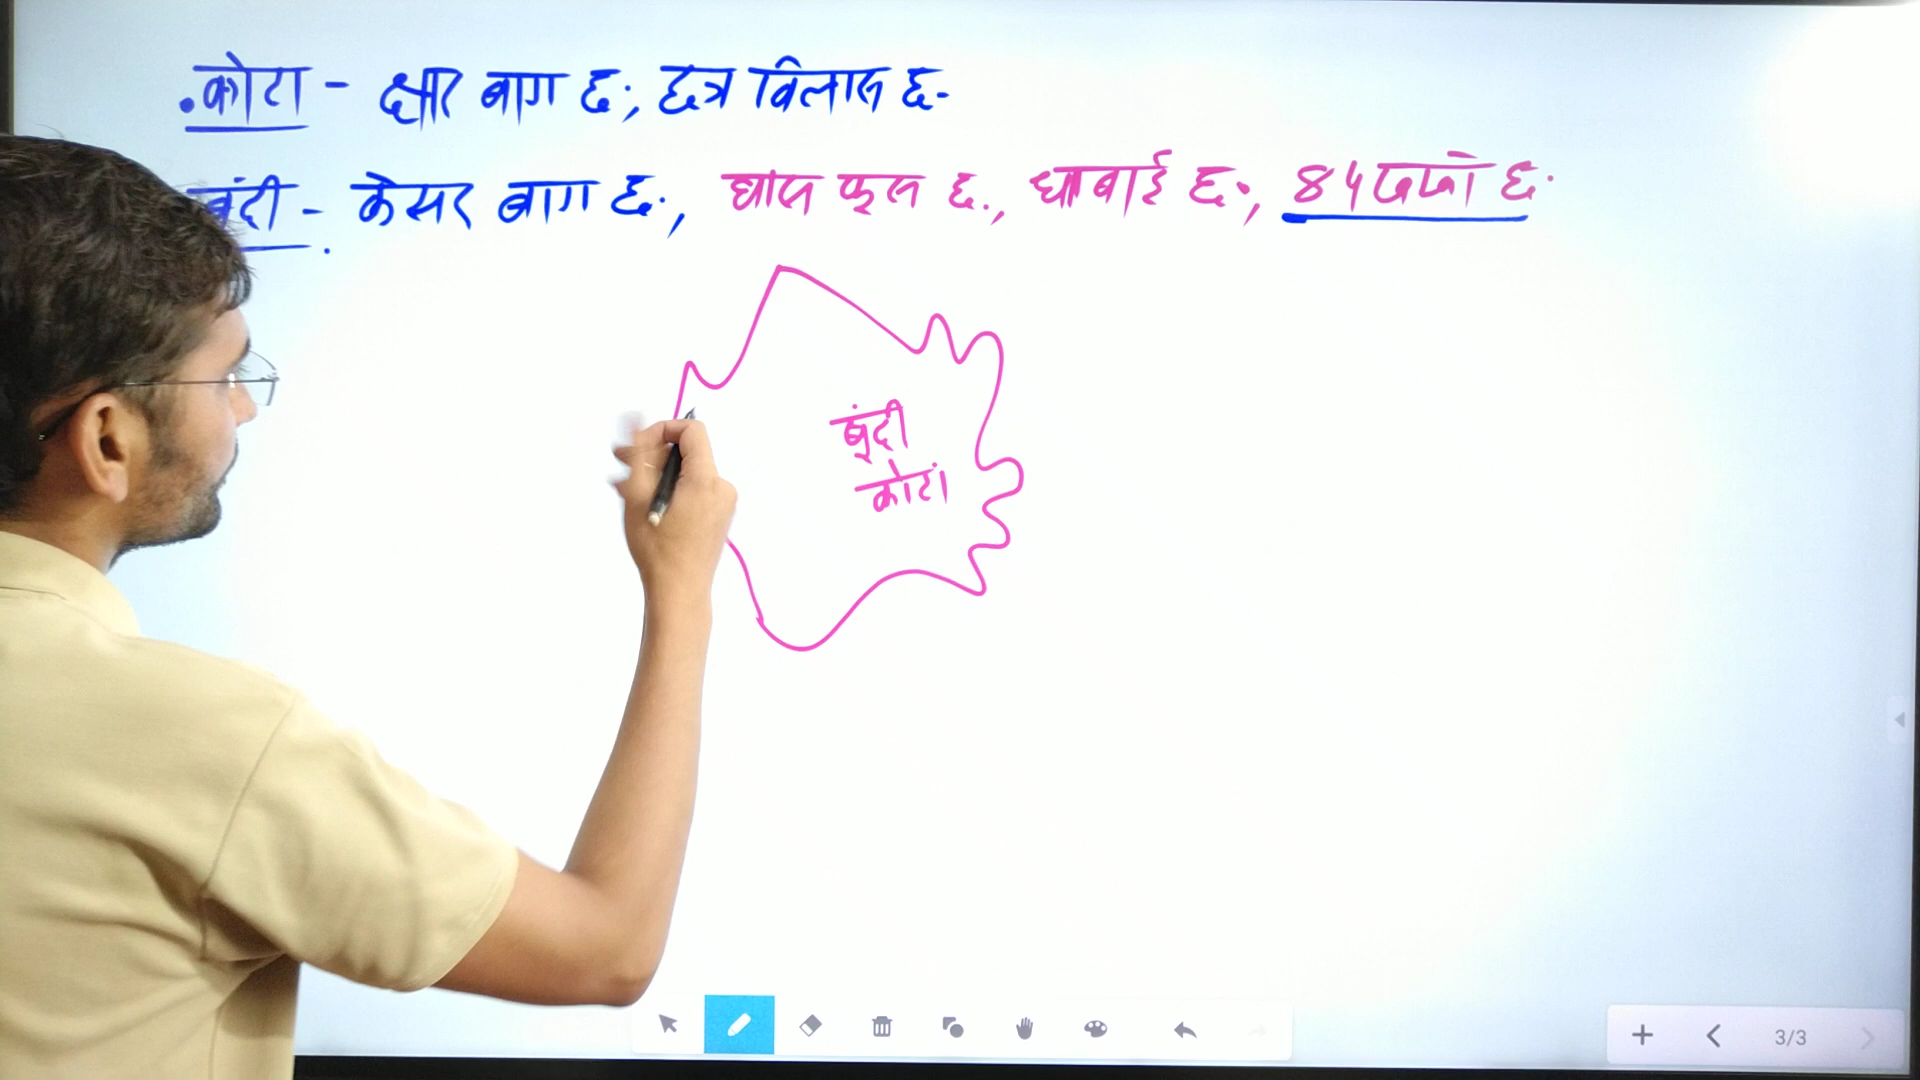 .कोटा - क्षार बाग छ., छत्र विलास छ.
बूंदी - केसर बाग छ., घास फूस छ., धाबाई छ., 84 खम्भो छ.
बूंदी
कोटा
3/3